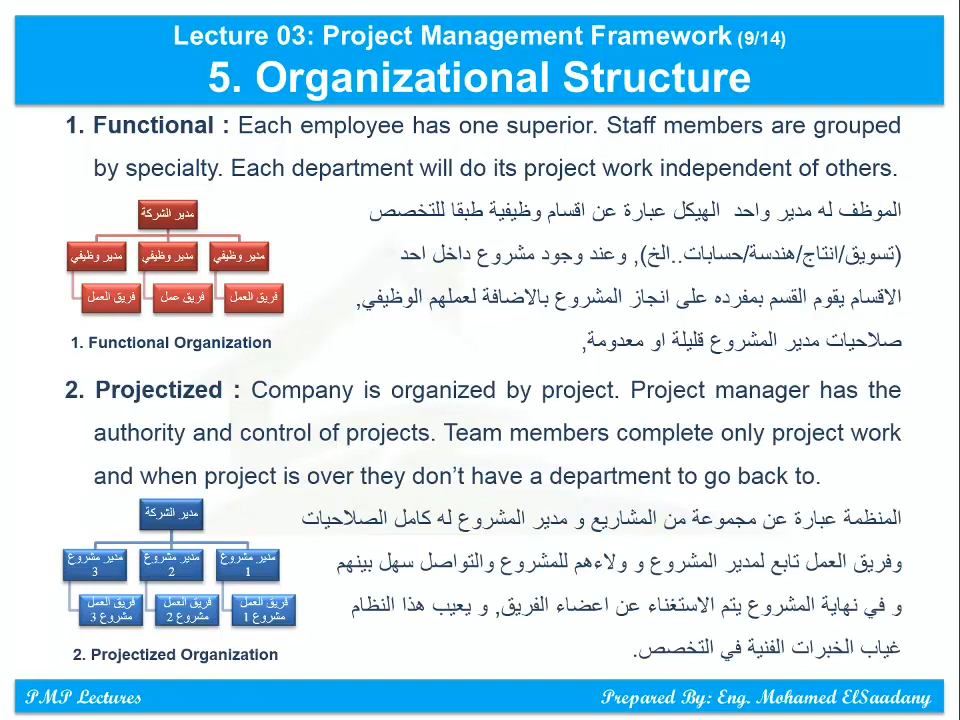 Lecture 03: Project Management Framework (9/14)
5. Organizational Structure
1. Functional : Each employee has one superior. Staff members are grouped
by specialty. Each department will do its project work independent of others.
الموظف له مدير واحد الهيكل عبارة عن اقسام وظيفية طبقا للتخصص
(تسويق/انتاج/هندسة/حسابات..الخ), وعند وجود مشروع داخل احد
الاقسام يقوم القسم بمفرده على انجاز المشروع بالاضافة لعملهم الوظيفي,
صلاحيات مدير المشروع قليلة او معدومة,
مدير الشركة
مدير وظيفي مدير وظيفي مدير وظيفي
فريق العمل فريق عمل فريق العمل
1. Functional Organization
2. Projectized : Company is organized by project. Project manager has the
authority and control of projects. Team members complete only project work
and when project is over they don’t have a department to go back to.
المنظمة عبارة عن مجموعة من المشاريع و مدير المشروع له كامل الصلاحيات
وفريق العمل تابع لمدير المشروع و ولاءهم للمشروع والتواصل سهل بينهم
و في نهاية المشروع يتم الاستغناء عن اعضاء الفريق, و يعيب هذا النظام
غياب الخبرات الفنية في التخصص.
مدير الشركة
مدير مشروع 1
مدير مشروع 2
مدير مشروع 3
فريق العمل
مشروع 1
فريق العمل
مشروع 2
فريق العمل
مشروع 3
2. Projectized Organization
PMP Lectures
Prepared By: Eng. Mohamed ElSaadany